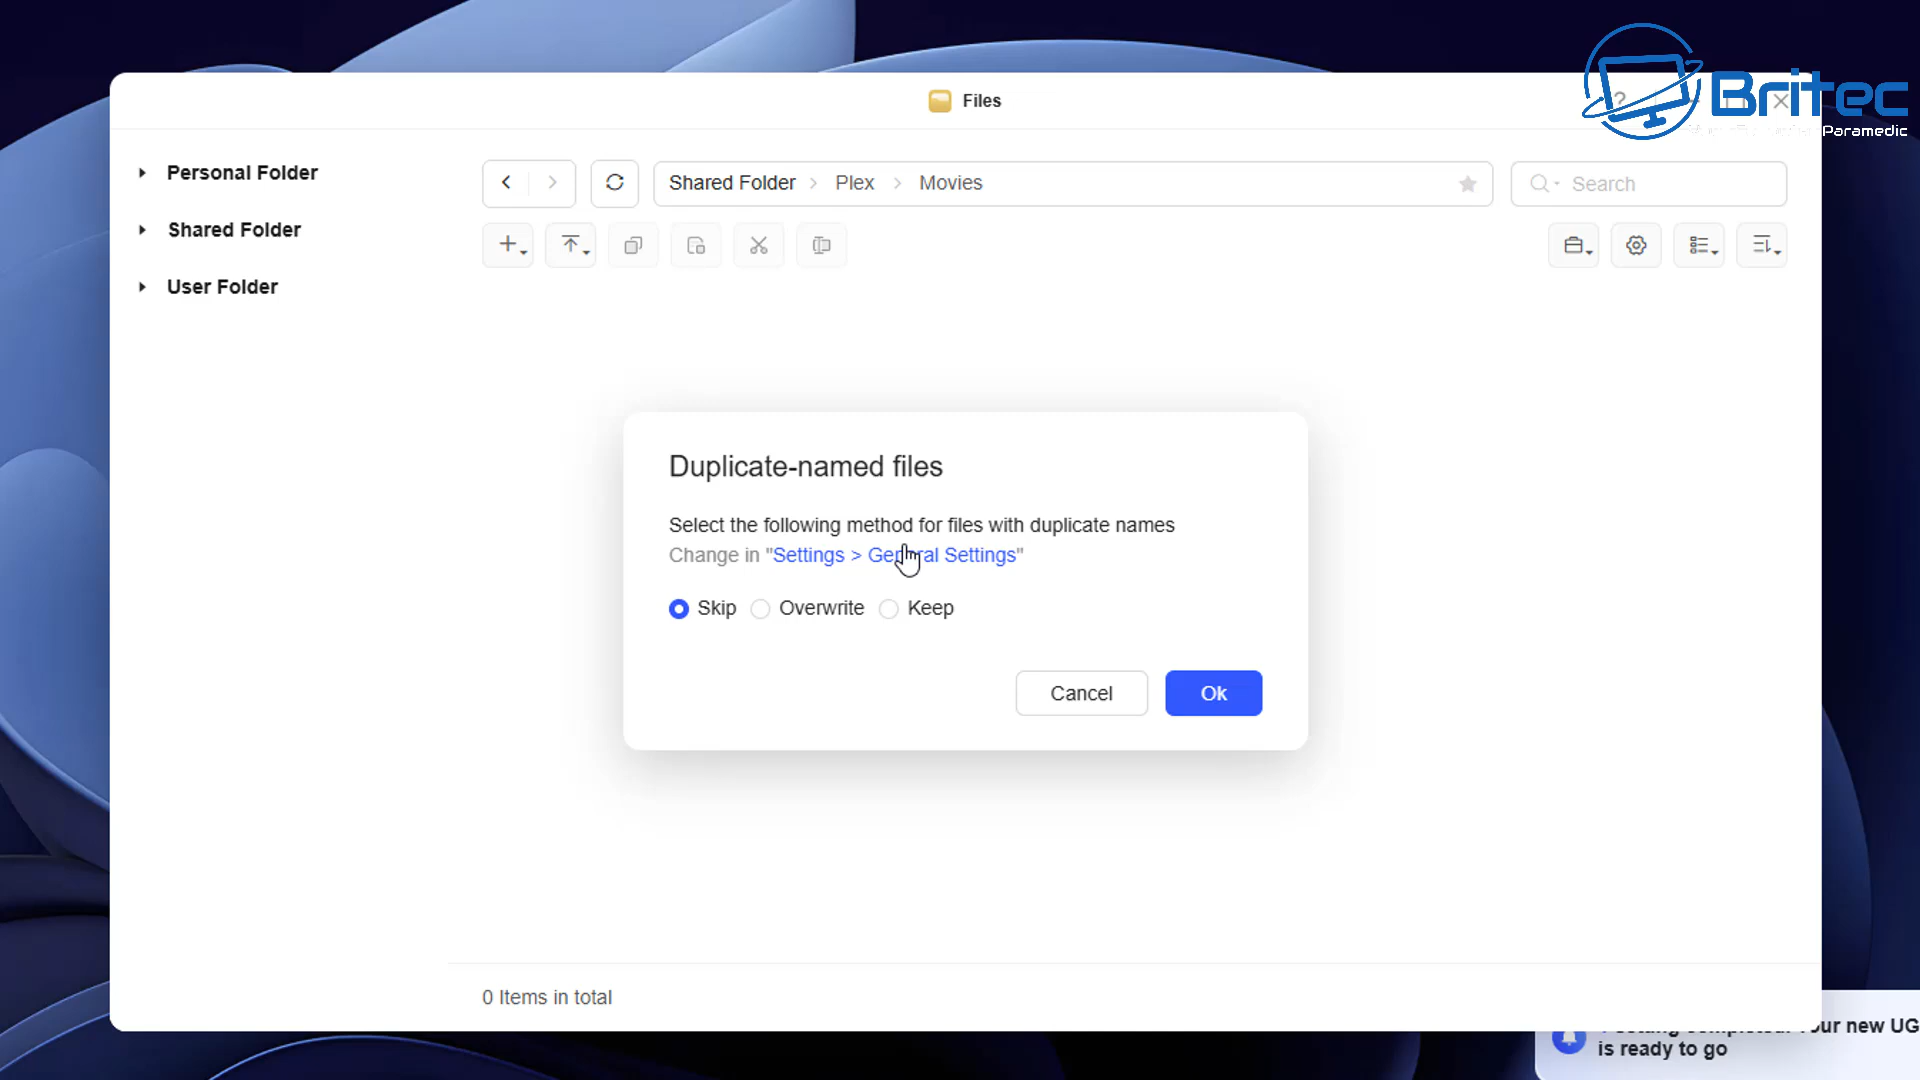 Files
Britec
Paramedic
Personal Folder
Shared Folder
User Folder
Shared Folder > Plex > Movies
Search
Duplicate-named files
Select the following method for files with duplicate names
Change in "Settings > General Settings"
Skip Overwrite Keep
Cancel Ok
0 Items in total
new UG
is ready to go